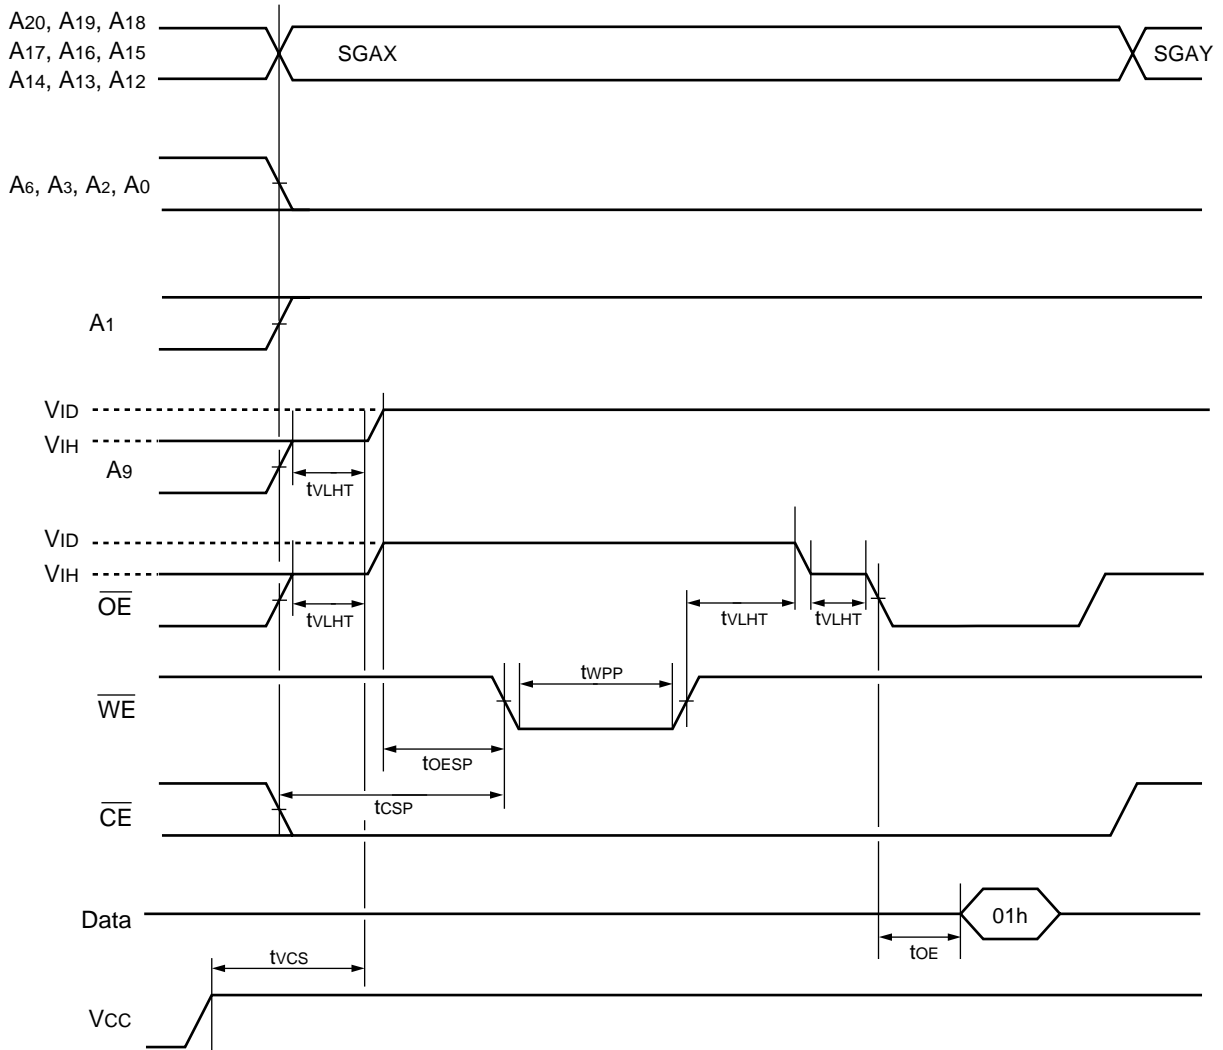 A20, A19, A18
A17, A16, A15
A14, A13, A12
SGAX
SGAY
A6, A3, A2, A0
A1
VID
VIH
A9
tVLHT
VID
VIH
OE
tVLHT
tVLHT
tVLHT
tWPP
WE
tOESP
tCSP
CE
Data
01h
tOE
tVCS
VCC